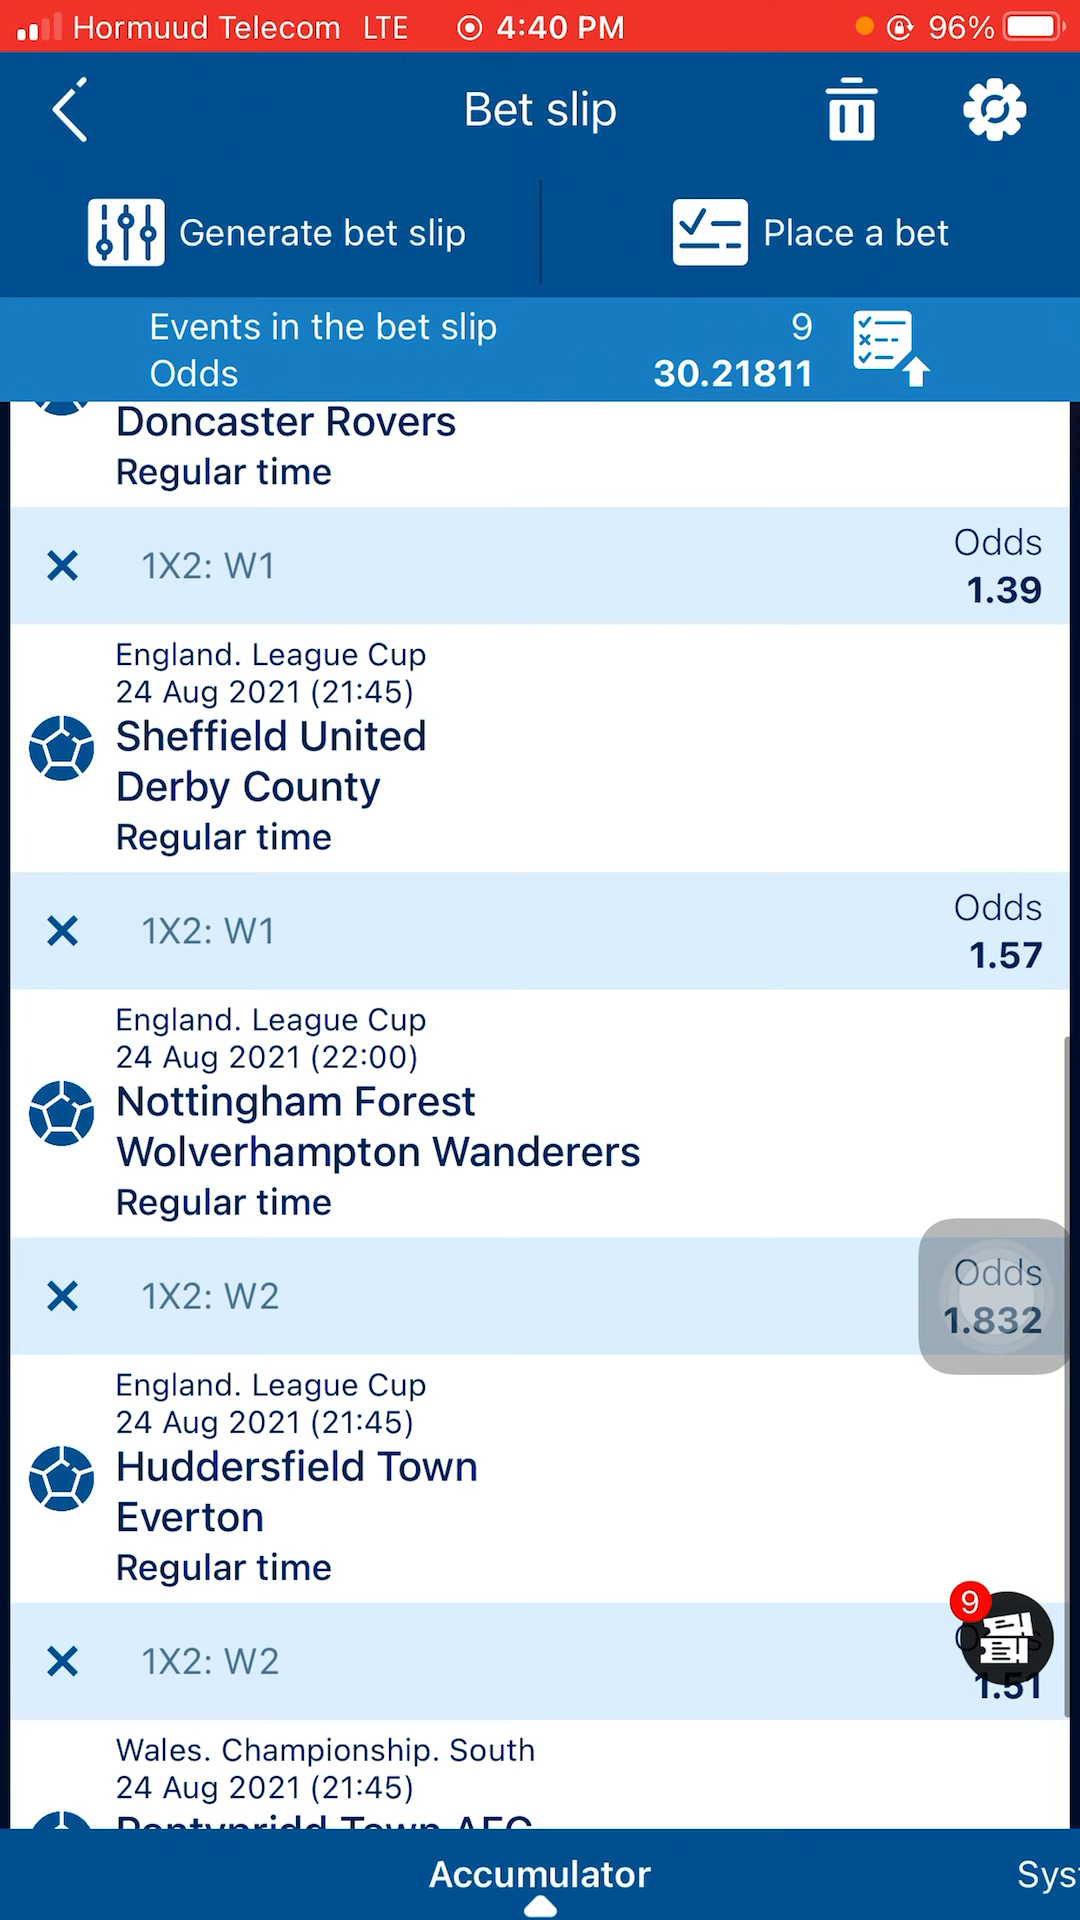 Hormuud Telecom LTE 4:40 PM 96%
Bet slip
Generate bet slip
Place a bet
Events in the bet slip 9
Odds 30.21811
Doncaster Rovers
Regular time
1X2: W1
Odds
1.39
England. League Cup
24 Aug 2021 (21:45)
Sheffield United
Derby County
Regular time
1X2: W1
Odds
1.57
England. League Cup
24 Aug 2021 (22:00)
Nottingham Forest
Wolverhampton Wanderers
Regular time
1X2: W2
Odds
1.832
England. League Cup
24 Aug 2021 (21:45)
Huddersfield Town
Everton
Regular time
9
1X2: W2
1.51
Wales. Championship. South
24 Aug 2021 (21:45)
Pontypridd Town AFC
Accumulator
Sys